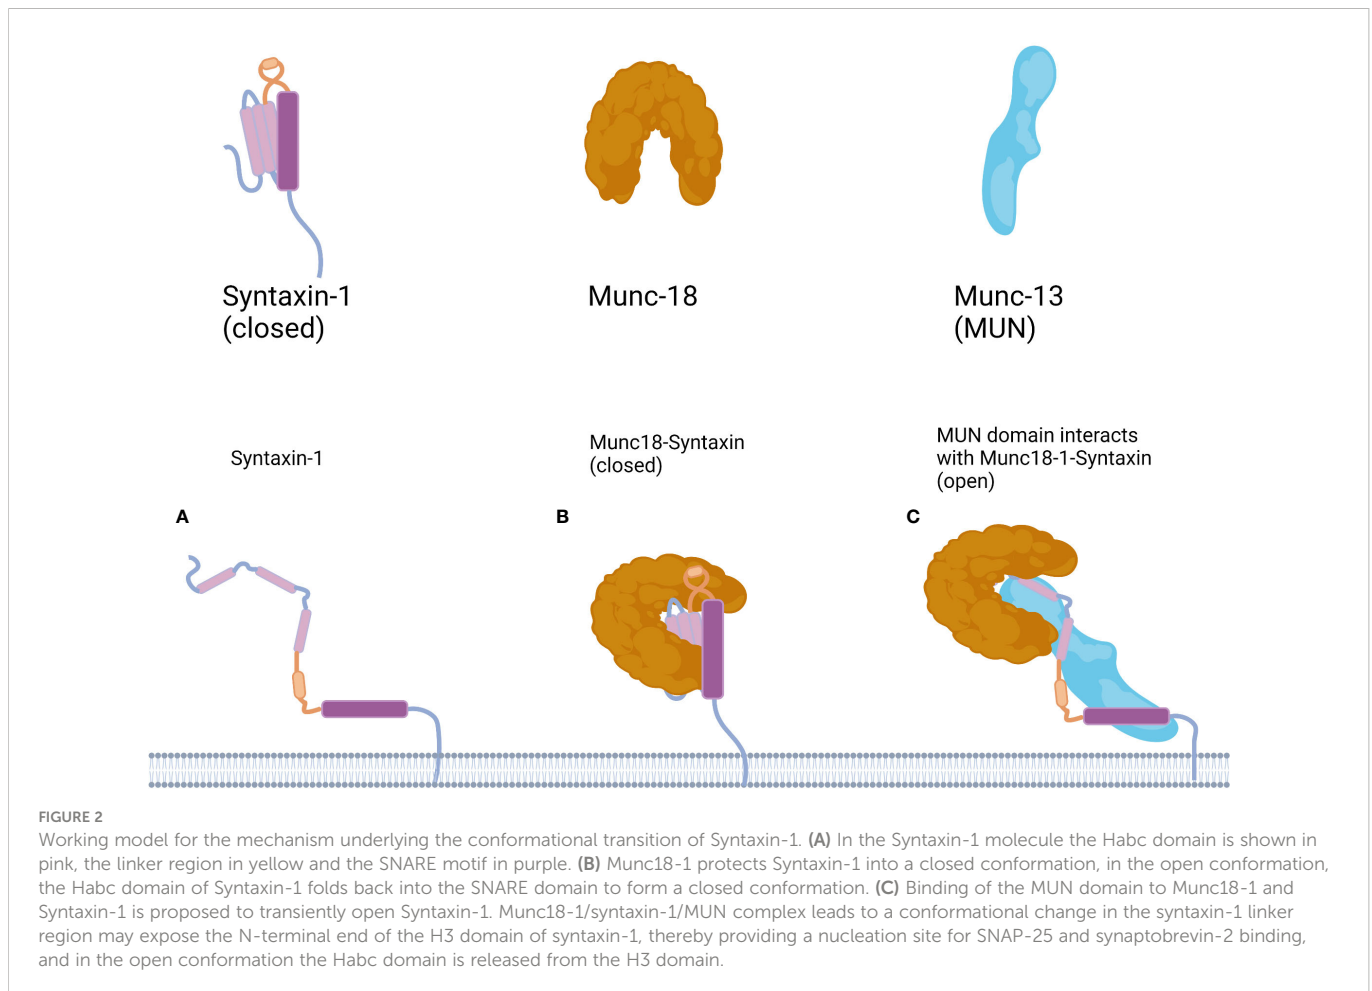 Syntaxin-1
(closed)
Munc-18
Munc-13
(MUN)
Syntaxin-1
Munc18-Syntaxin
(closed)
MUN domain interacts
with Munc18-1-Syntaxin
(open)
A
B
C
FIGURE 2
Working model for the mechanism underlying the conformational transition of Syntaxin-1. (A) In the Syntaxin-1 molecule the Habc domain is shown in
pink, the linker region in yellow and the SNARE motif in purple. (B) Munc18-1 protects Syntaxin-1 into a closed conformation, in the open conformation,
the Habc domain of Syntaxin-1 folds back into the SNARE domain to form a closed conformation. (C) Binding of the MUN domain to Munc18-1 and
Syntaxin-1 is proposed to transiently open Syntaxin-1. Munc18-1/syntaxin-1/MUN complex leads to a conformational change in the syntaxin-1 linker
region may expose the N-terminal end of the H3 domain of syntaxin-1, thereby providing a nucleation site for SNAP-25 and synaptobrevin-2 binding,
and in the open conformation the Habc domain is released from the H3 domain.